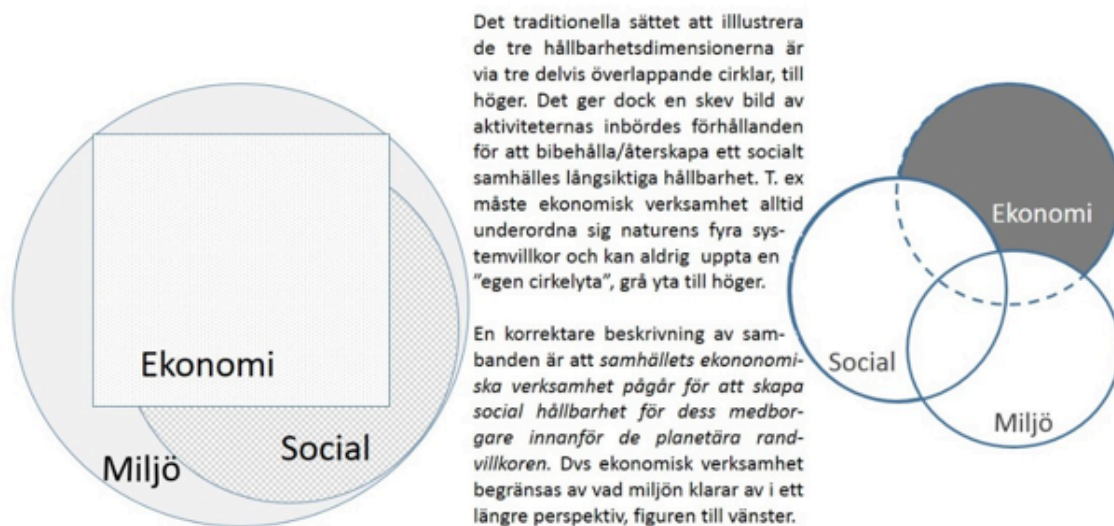 Ekonomi
Social
Miljö
Det traditionella sättet att illlustrera
de tre hållbarhetsdimensionerna är
via tre delvis överlappande cirklar, till
höger. Det ger dock en skev bild av
aktiviteternas inbördes förhållanden
för att bibehålla/återskapa ett socialt
samhälles långsiktiga hållbarhet. T. ex
måste ekonomisk verksamhet alltid
underordna sig naturens fyra sys-
temvillkor och kan aldrig uppta en
”egen cirkelyta”, grå yta till höger.
En korrektare beskrivning av sam-
banden är att samhällets ekononomi-
ska verksamhet pågår för att skapa
social hållbarhet för dess medbor-
gare innanför de planetära rand-
villkoren. Dvs ekonomisk verksamhet
begränsas av vad miljön klarar av i ett
längre perspektiv, figuren till vänster.
Ekonomi
Social
Miljö